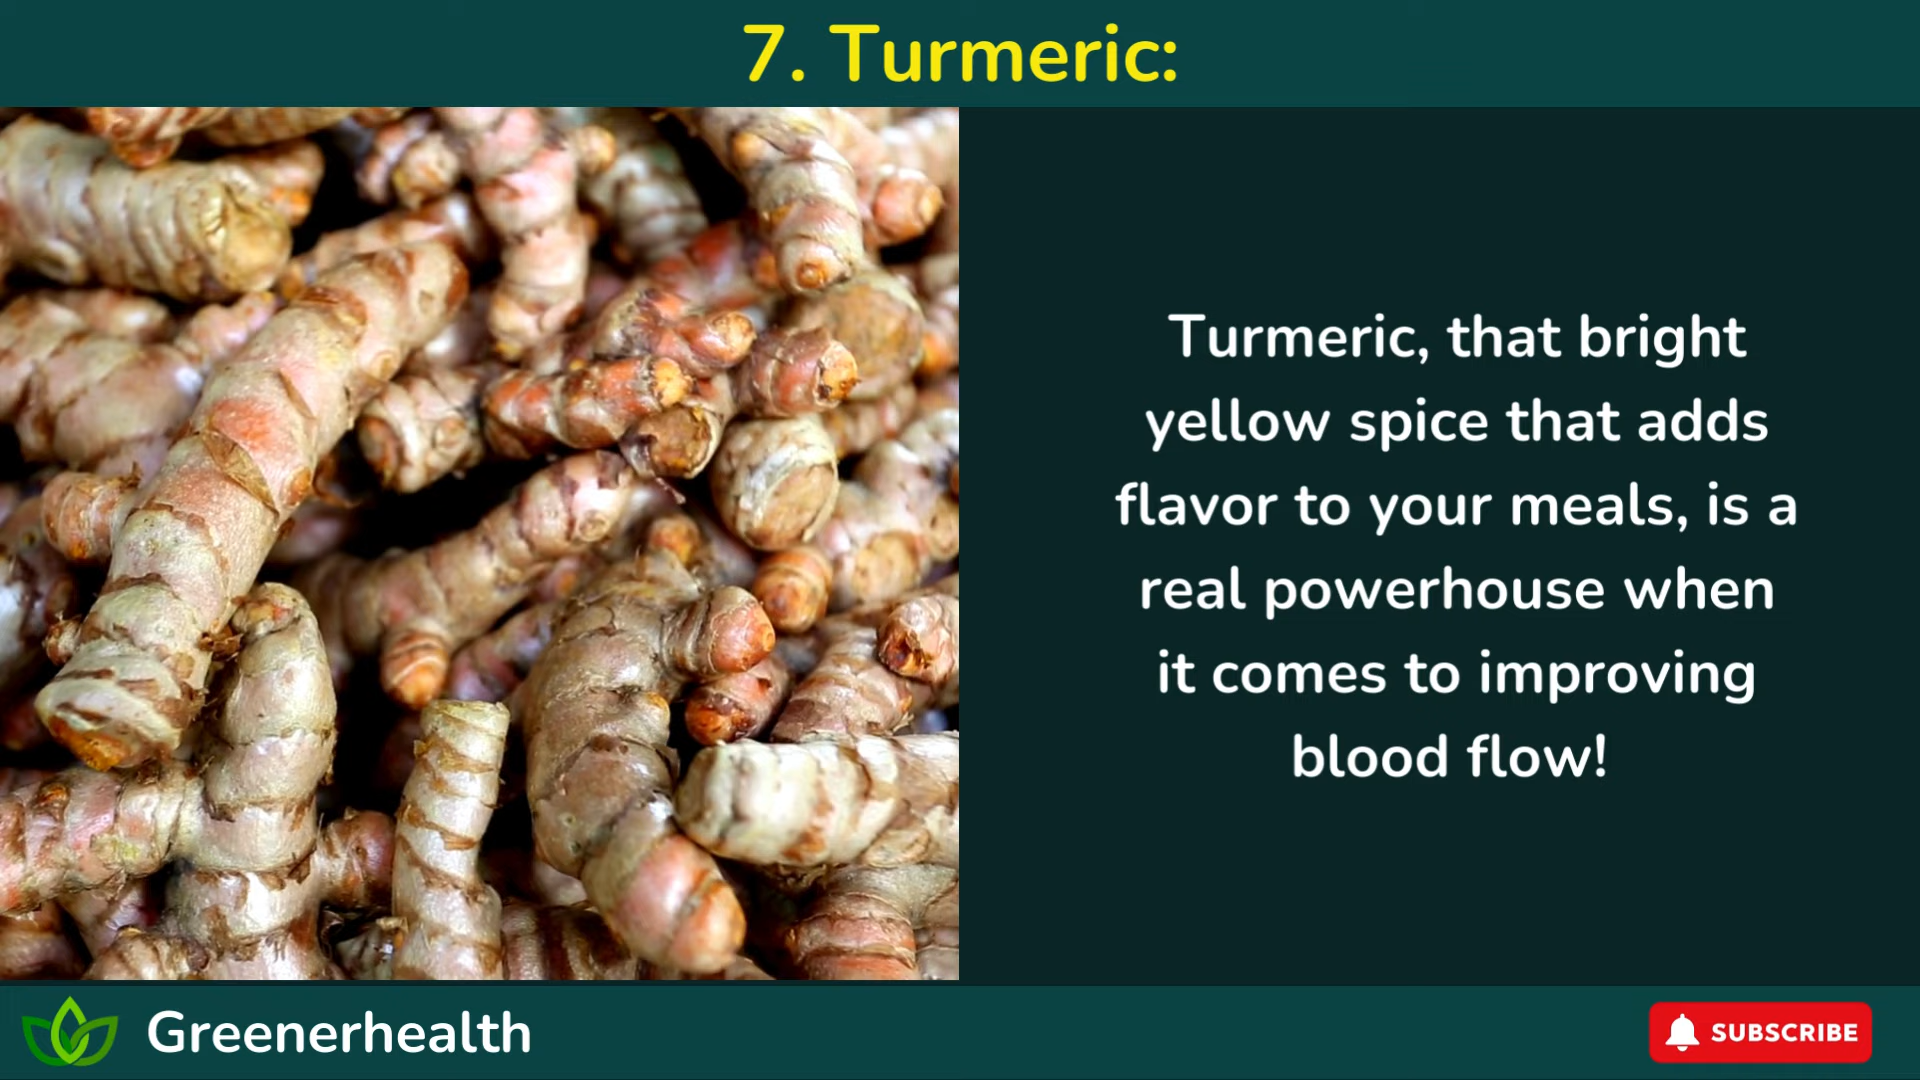 7. Turmeric:
Turmeric, that bright
yellow spice that adds
flavor to your meals, is a
real powerhouse when
it comes to improving
blood flow!
Greenerhealth
SUBSCRIBE